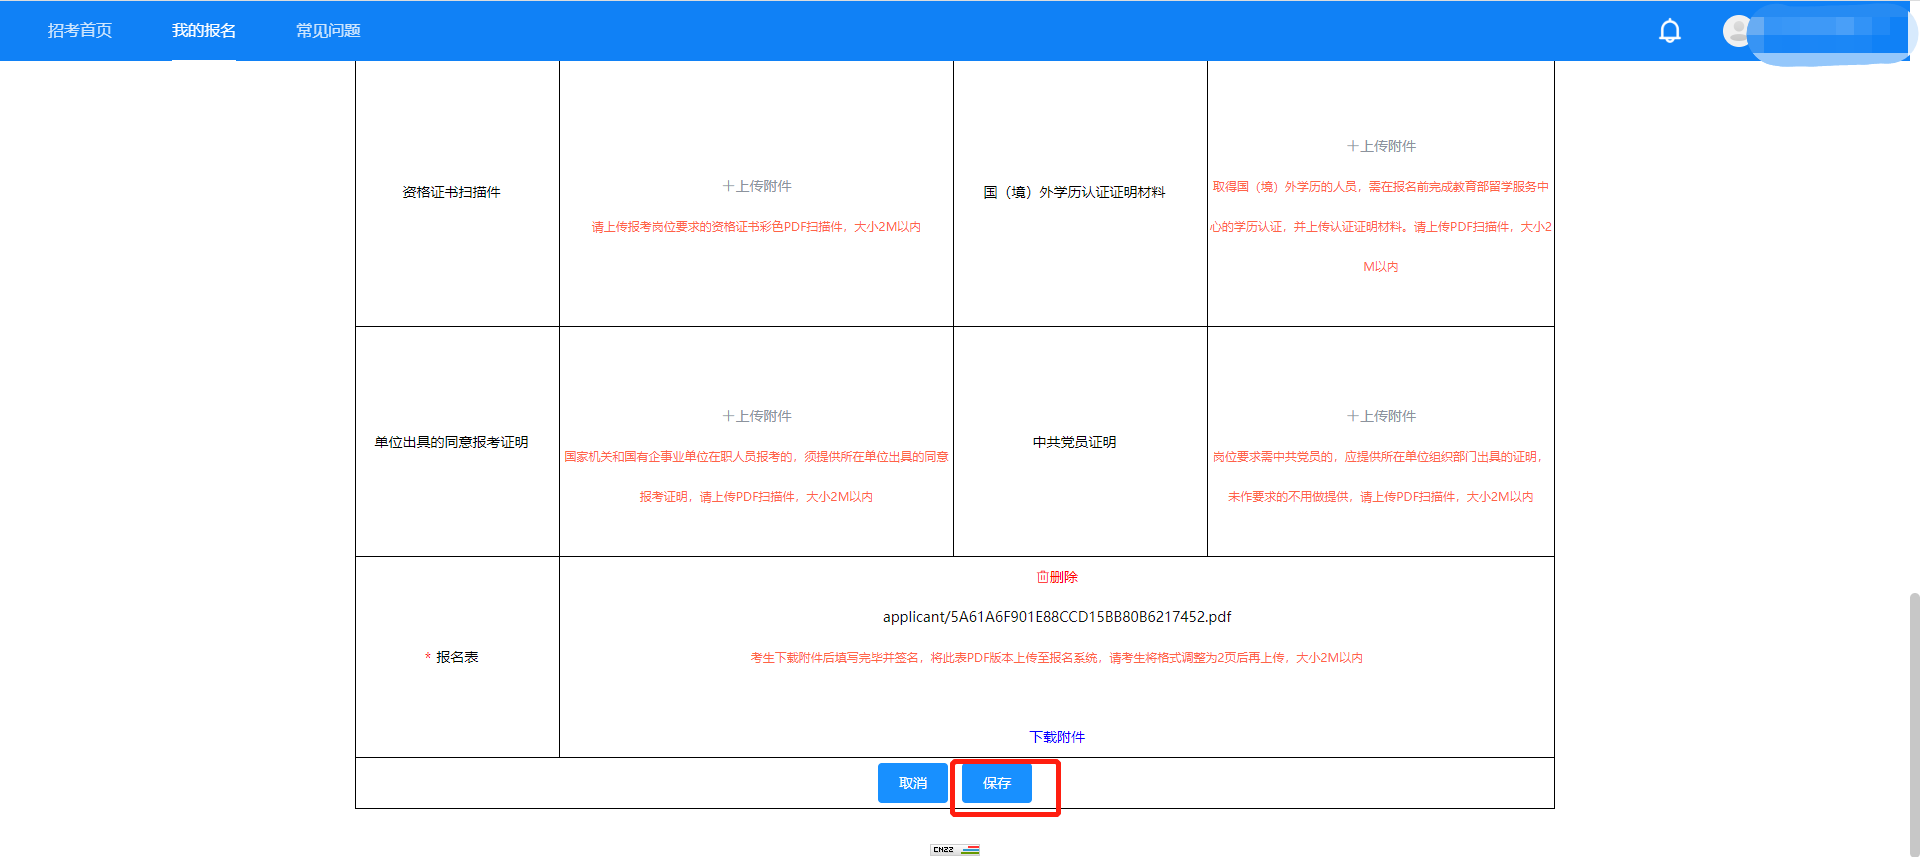 招考首页
我的报名
常见问题
资格证书扫描件
＋上传附件
请上传报考岗位要求的资格证书彩色PDF扫描件，大小2M以内
国（境）外学历认证证明材料
＋上传附件
取得国（境）外学历的人员，需在报名前完成教育部留学服务中
心的学历认证，并上传认证证明材料。请上传PDF扫描件，大小2
M以内
单位出具的同意报考证明
＋上传附件
国家机关和国有企事业单位在职人员报考的，须提供所在单位出具的同意
报考证明，请上传PDF扫描件，大小2M以内
中共党员证明
＋上传附件
岗位要求需中共党员的，应提供所在单位组织部门出具的证明，
未作要求的不用做提供，请上传PDF扫描件，大小2M以内
* 报名表
删除
applicant/5A61A6F901E88CCD15BB80B6217452.pdf
考生下载附件后填写完毕并签名，将此表PDF版本上传至报名系统，请考生将格式调整为2页后再上传，大小2M以内
下载附件
取消
保存
CNZZ